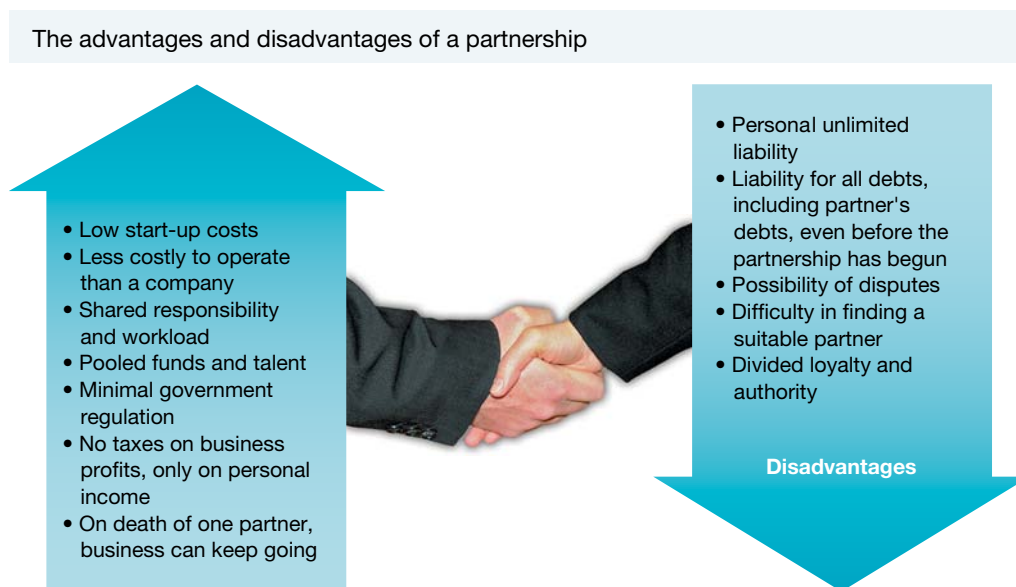 The advantages and disadvantages of a partnership
• Low start-up costs
• Less costly to operate
than a company
• Shared responsibility
and workload
• Pooled funds and talent
• Minimal government
regulation
• No taxes on business
profits, only on personal
income
• On death of one partner,
business can keep going
• Personal unlimited
liability
• Liability for all debts,
including partner's
debts, even before the
partnership has begun
• Possibility of disputes
• Difficulty in finding a
suitable partner
• Divided loyalty and
authority
Disadvantages